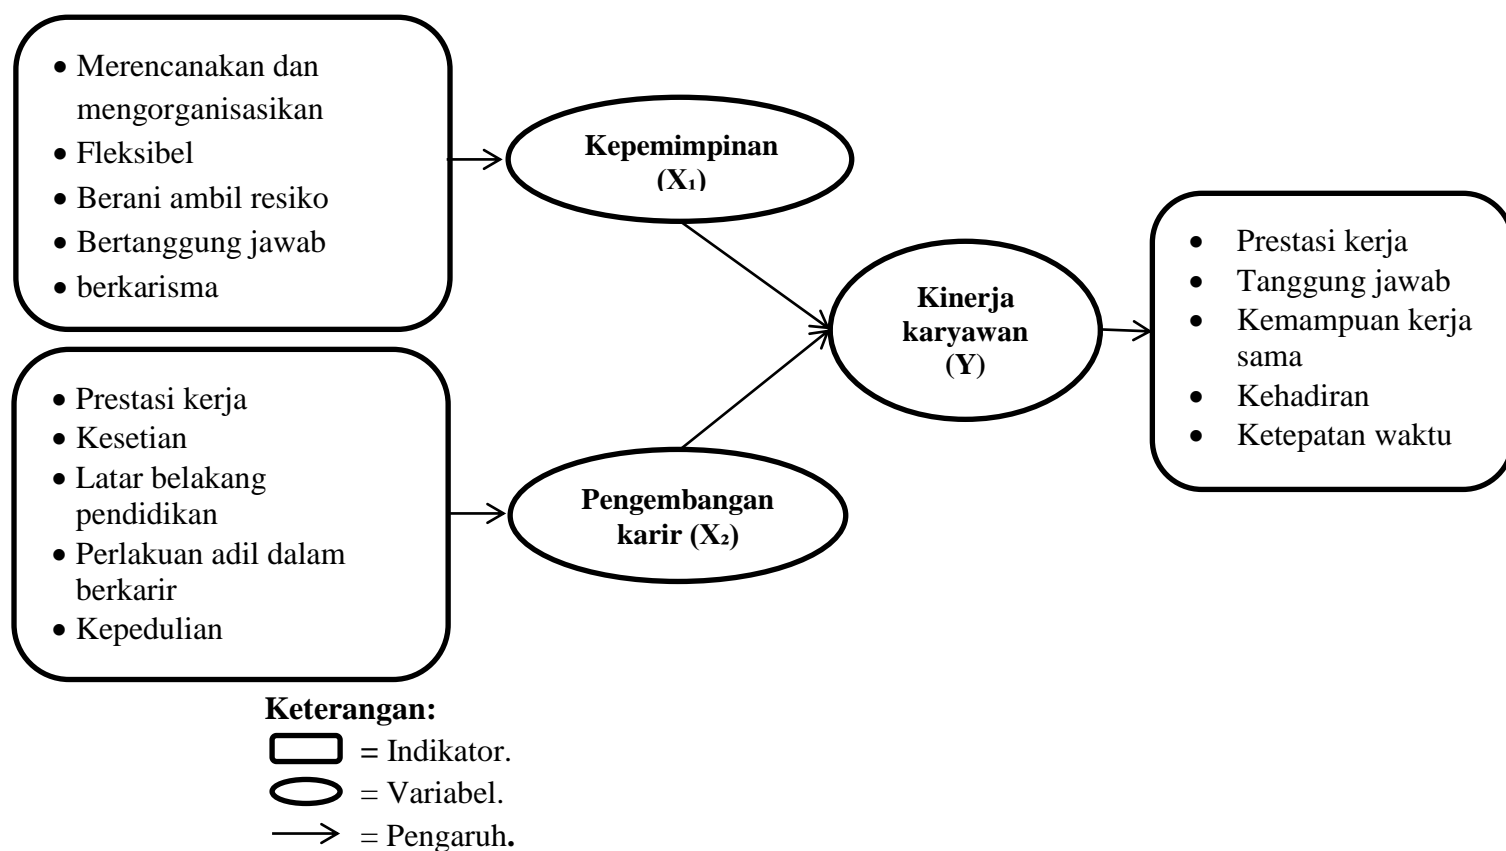 • Merencanakan dan
mengorganisasikan
• Fleksibel
• Berani ambil resiko
• Bertanggung jawab
• berkarisma
• Prestasi kerja
• Kesetian
• Latar belakang
pendidikan
• Perlakuan adil dalam
berkarir
• Kepedulian
Kepemimpinan
(X₁)
Pengembangan
karir (X₂)
Kinerja
karyawan
(Y)
• Prestasi kerja
• Tanggung jawab
• Kemampuan kerja
sama
• Kehadiran
• Ketepatan waktu
Keterangan:
= Indikator.
= Variabel.
= Pengaruh.